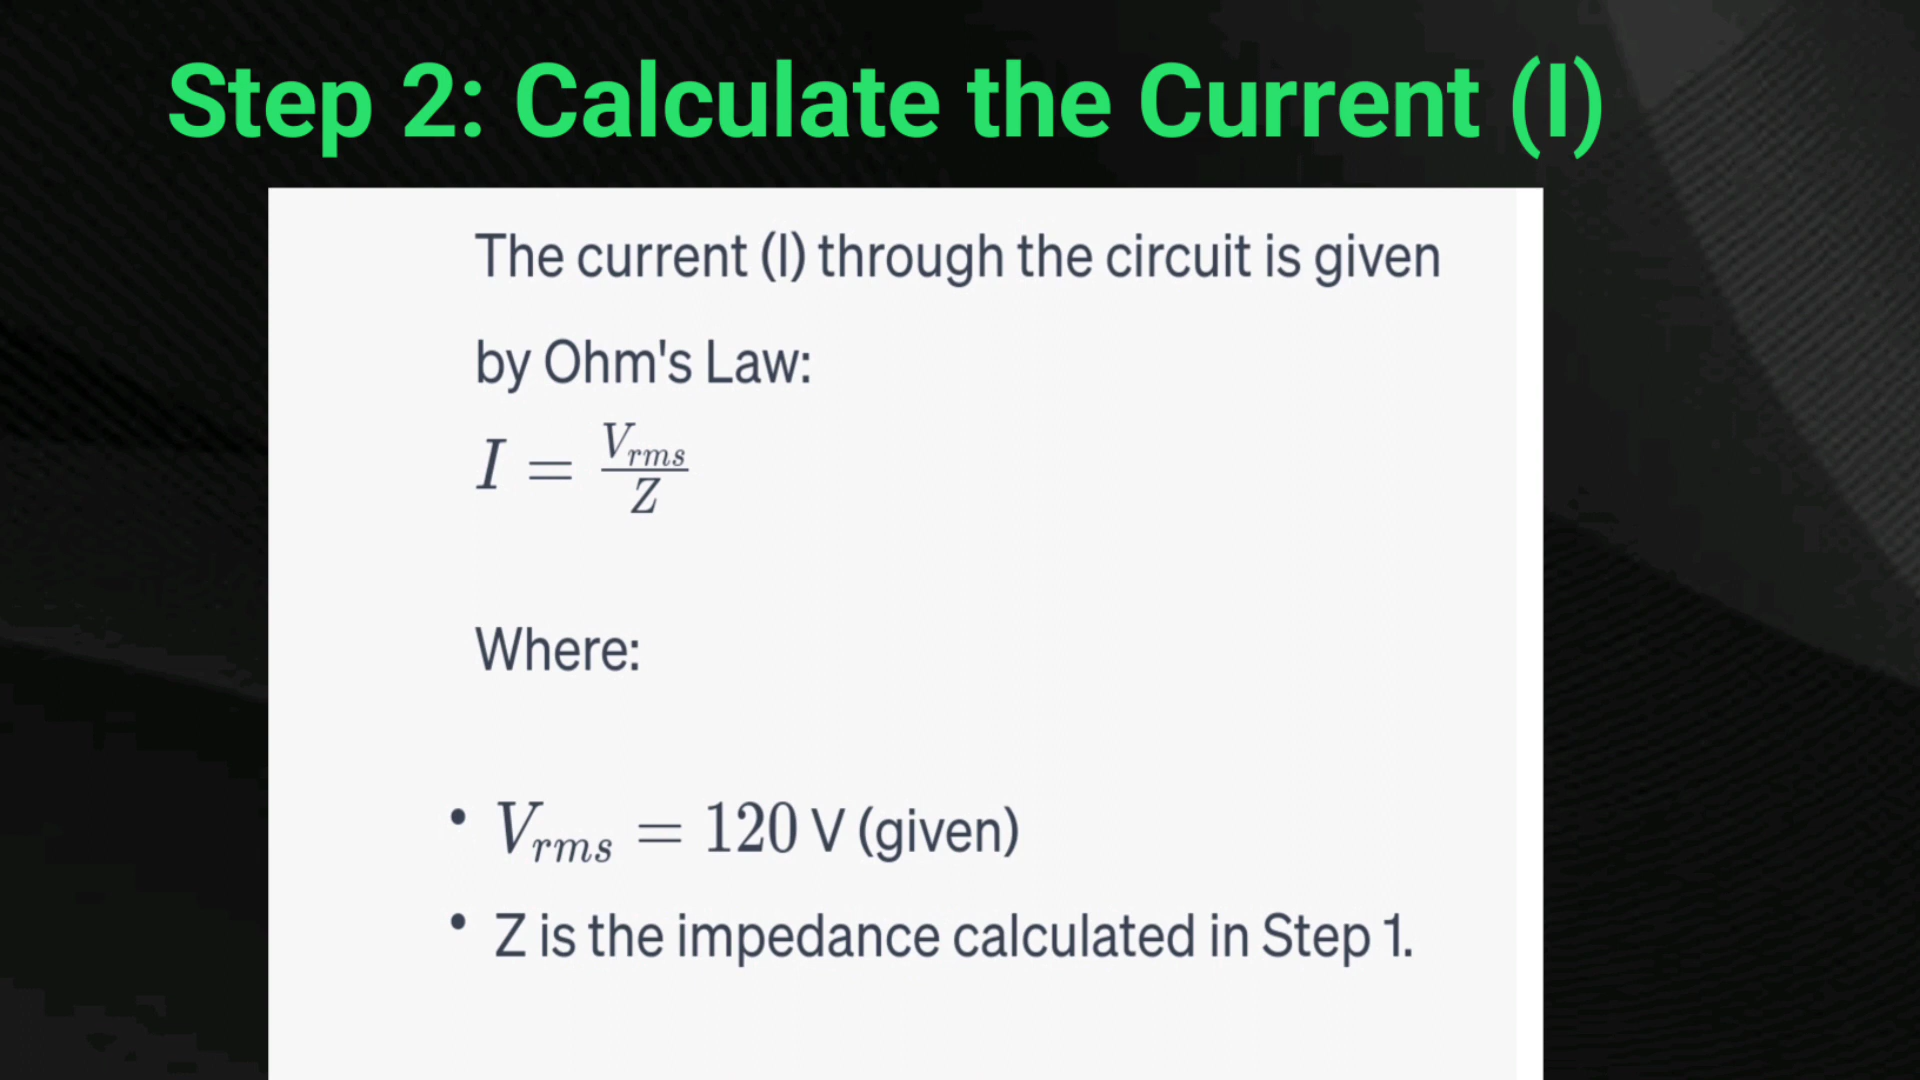 Step 2: Calculate the Current (I)
The current (I) through the circuit is given
by Ohm's Law:
I = V_rms / Z
Where:
• V_rms = 120 V (given)
• Z is the impedance calculated in Step 1.